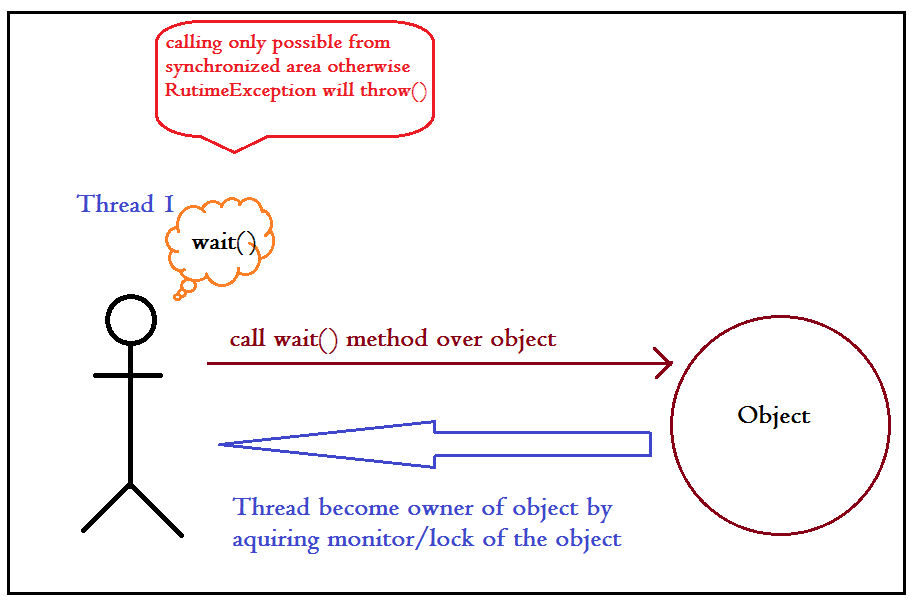 calling only possible from
synchronized area otherwise
RutimeException will throw()
Thread 1
wait()
call wait() method over object
Object
Thread become owner of object by
aquiring monitor/lock of the object